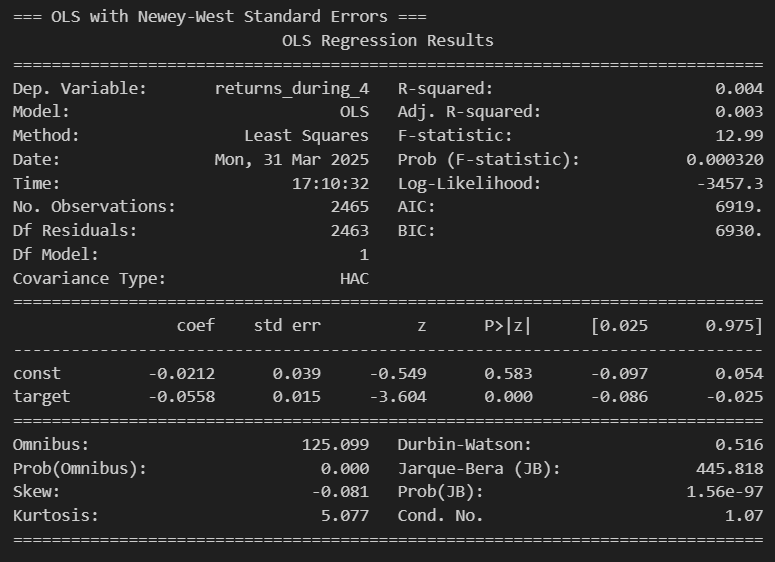 === OLS with Newey-West Standard Errors ===
                            OLS Regression Results
==============================================================================
Dep. Variable:       returns_during_4   R-squared:                       0.004
Model:                            OLS   Adj. R-squared:                  0.003
Method:                 Least Squares   F-statistic:                     12.99
Date:                Mon, 31 Mar 2025   Prob (F-statistic):           0.000320
Time:                        17:10:32   Log-Likelihood:                -3457.3
No. Observations:                2465   AIC:                             6919.
Df Residuals:                    2463   BIC:                             6930.
Df Model:                           1
Covariance Type:                  HAC
==============================================================================
                 coef    std err          z      P>|z|      [0.025      0.975]
------------------------------------------------------------------------------
const         -0.0212      0.039     -0.549      0.583      -0.097       0.054
target        -0.0558      0.015     -3.604      0.000      -0.086      -0.025
==============================================================================
Omnibus:                      125.099   Durbin-Watson:                   0.516
Prob(Omnibus):                  0.000   Jarque-Bera (JB):              445.818
Skew:                          -0.081   Prob(JB):                     1.56e-97
Kurtosis:                       5.077   Cond. No.                         1.07
==============================================================================